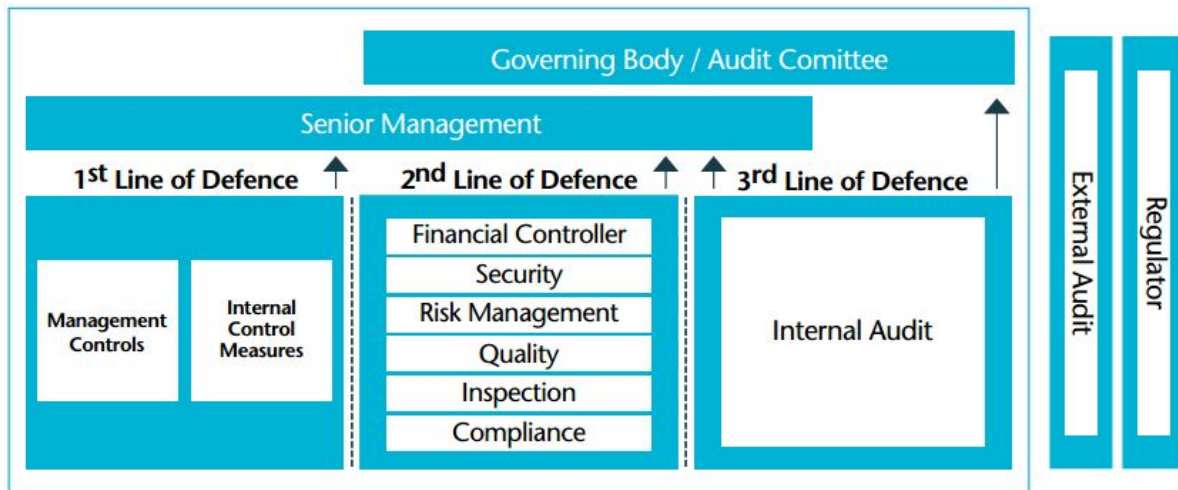 Governing Body / Audit Comittee
Senior Management
1st Line of Defence
2nd Line of Defence
3rd Line of Defence
Management
Controls
Internal
Control
Measures
Financial Controller
Security
Risk Management
Quality
Inspection
Compliance
Internal Audit
External Audit
Regulator